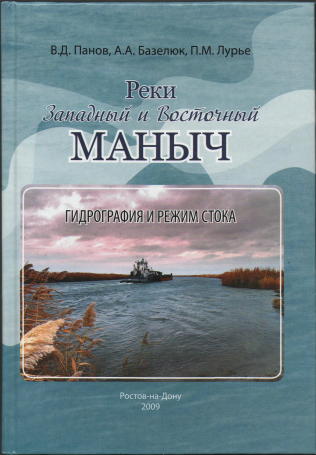 В.Д. Панов, А.А. Базелюк, П.М. Лурье
Реки
Западный и Восточный
МАНЫЧ
ГИДРОГРАФИЯ И РЕЖИМ СТОКА
Ростов-на-Дону
2009